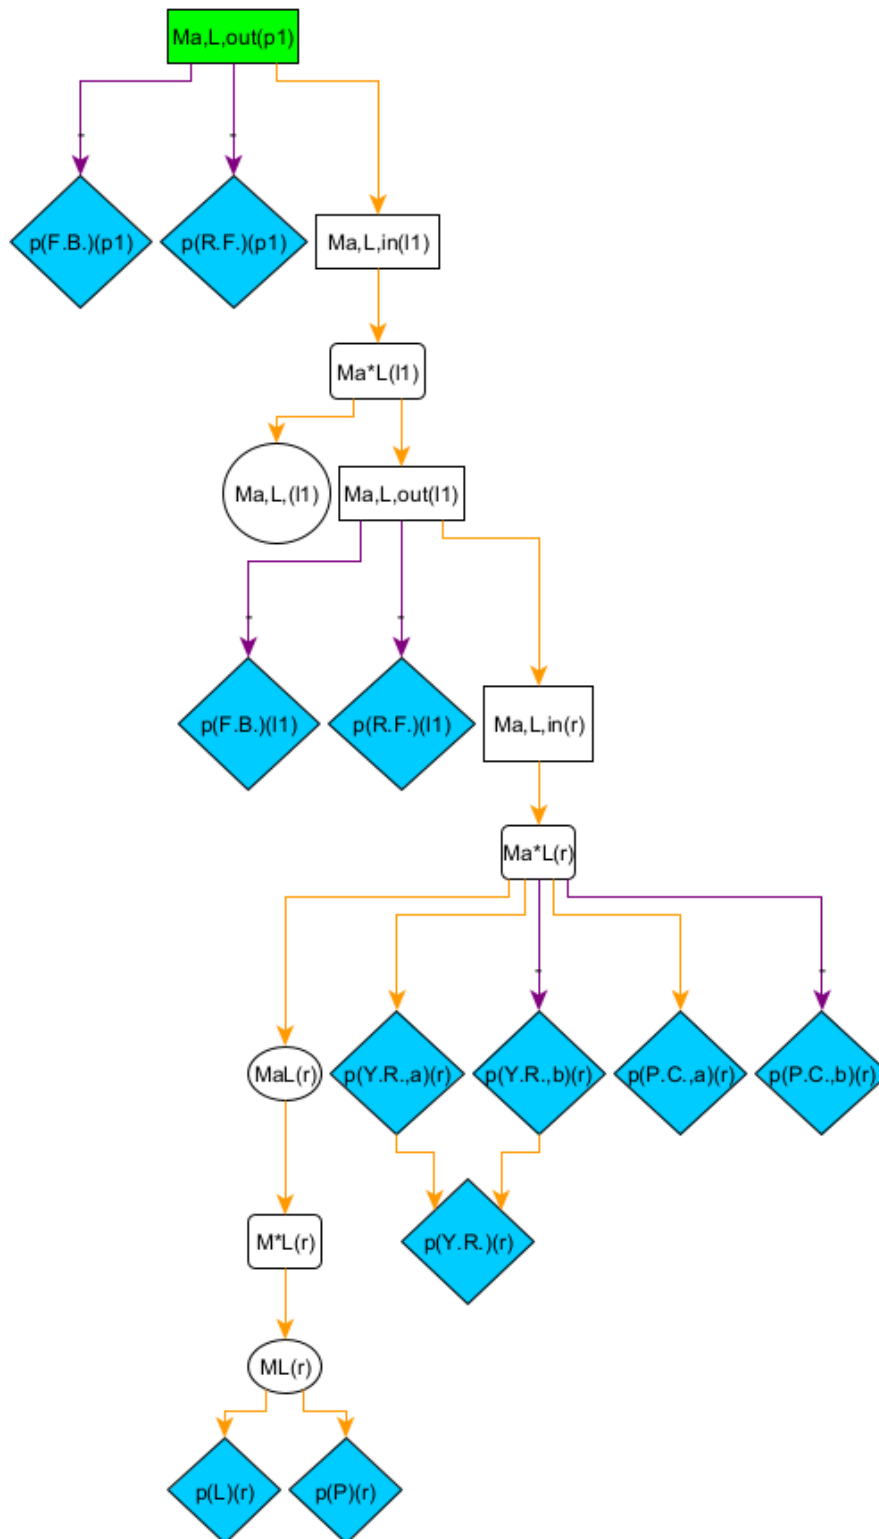 Ma,L,out(p1)
p(F.B.)(p1)
p(R.F.)(p1)
Ma,L,in(l1)
Ma*L(l1)
Ma,L,(l1)
Ma,L,out(l1)
p(F.B.)(l1)
p(R.F.)(l1)
Ma,L,in(r)
Ma*L(r)
MaL(r)
p(Y.R.,a)(r)
p(Y.R.,b)(r)
p(P.C.,a)(r)
p(P.C.,b)(r)
M*L(r)
p(Y.R.)(r)
ML(r)
p(L)(r)
p(P)(r)